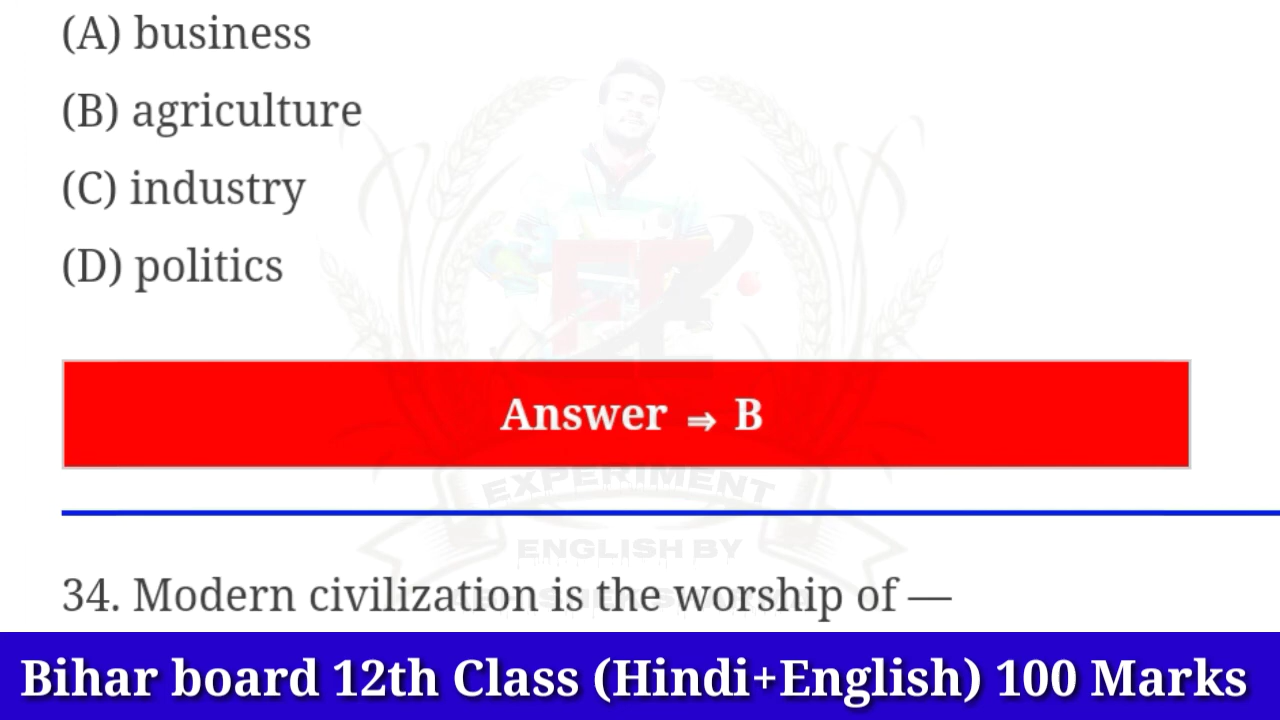 (A) business
(B) agriculture
(C) industry
(D) politics
Answer ⇒ B
EXPERIMENT
ENGLISH BY
34. Modern civilization is the worship of —
Bihar board 12th Class (Hindi+English) 100 Marks